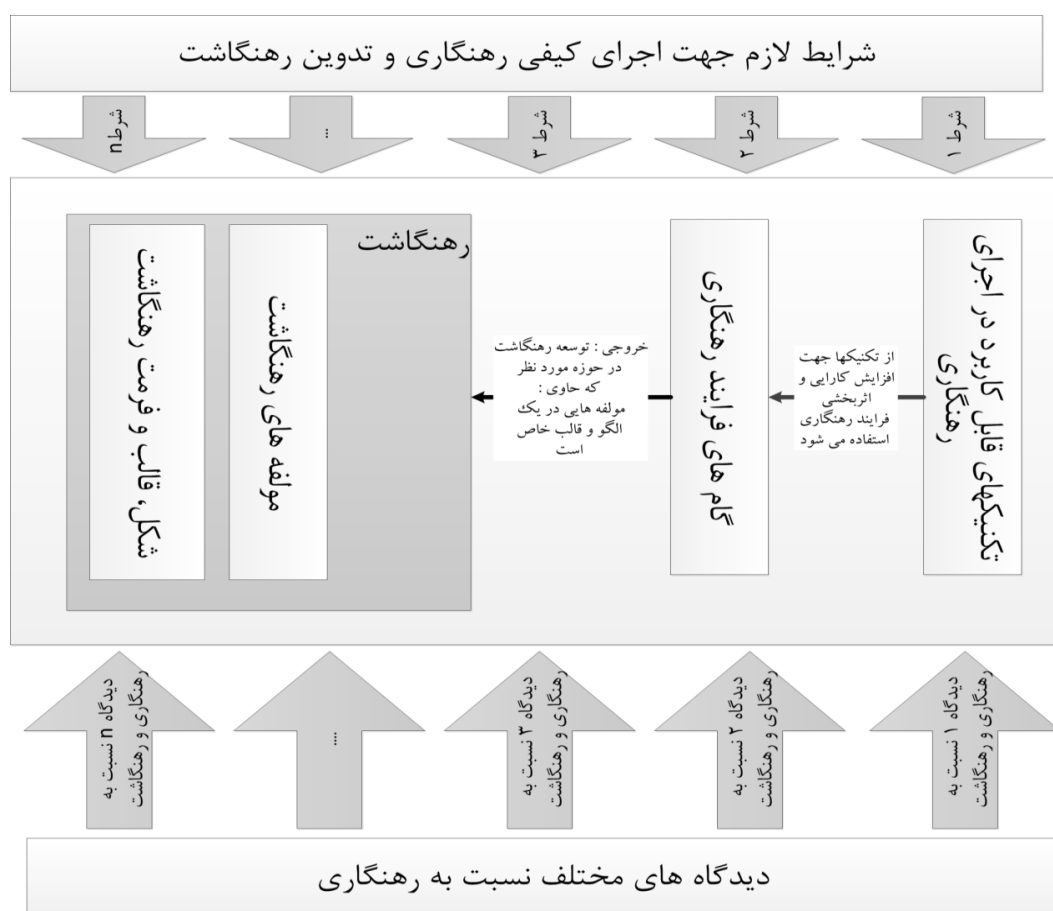 شرایط لازم جهت اجرای کیفی رهنگاری و تدوین رهنگاشت
شرط ۱
شرط ۲
شرط ۳
...
شرط n
تکنیکهای قابل کاربرد در اجرای
رهنگاری
از تکنیکها جهت
افزایش کارایی و
اثربخشی
فرایند رهنگاری
استفاده می شود
گام های فرایند رهنگاری
خروجی : توسعه رهنگاشت
در حوزه مورد نظر
که حاوی :
مولفه هایی در یک
الگو و قالب خاص
است
رهنگاشت
مولفه های رهنگاشت
شکل، قالب و فرمت رهنگاشت
دیدگاه ۱ نسبت به
رهنگاری و رهنگاشت
دیدگاه ۲ نسبت به
رهنگاری و رهنگاشت
دیدگاه ۳ نسبت به
رهنگاری و رهنگاشت
....
دیدگاه n نسبت به
رهنگاری و رهنگاشت
دیدگاه های مختلف نسبت به رهنگاری